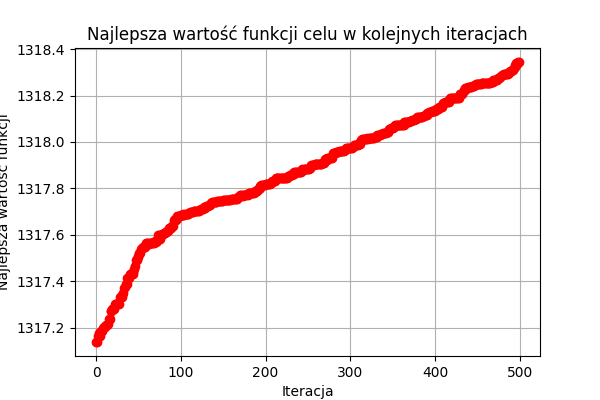 Najlepsza wartość funkcji celu w kolejnych iteracjach
1318.4
1318.2
1318.0
1317.8
1317.6
1317.4
1317.2
Najlepsza wartość funkcji
0 100 200 300 400 500
Iteracja